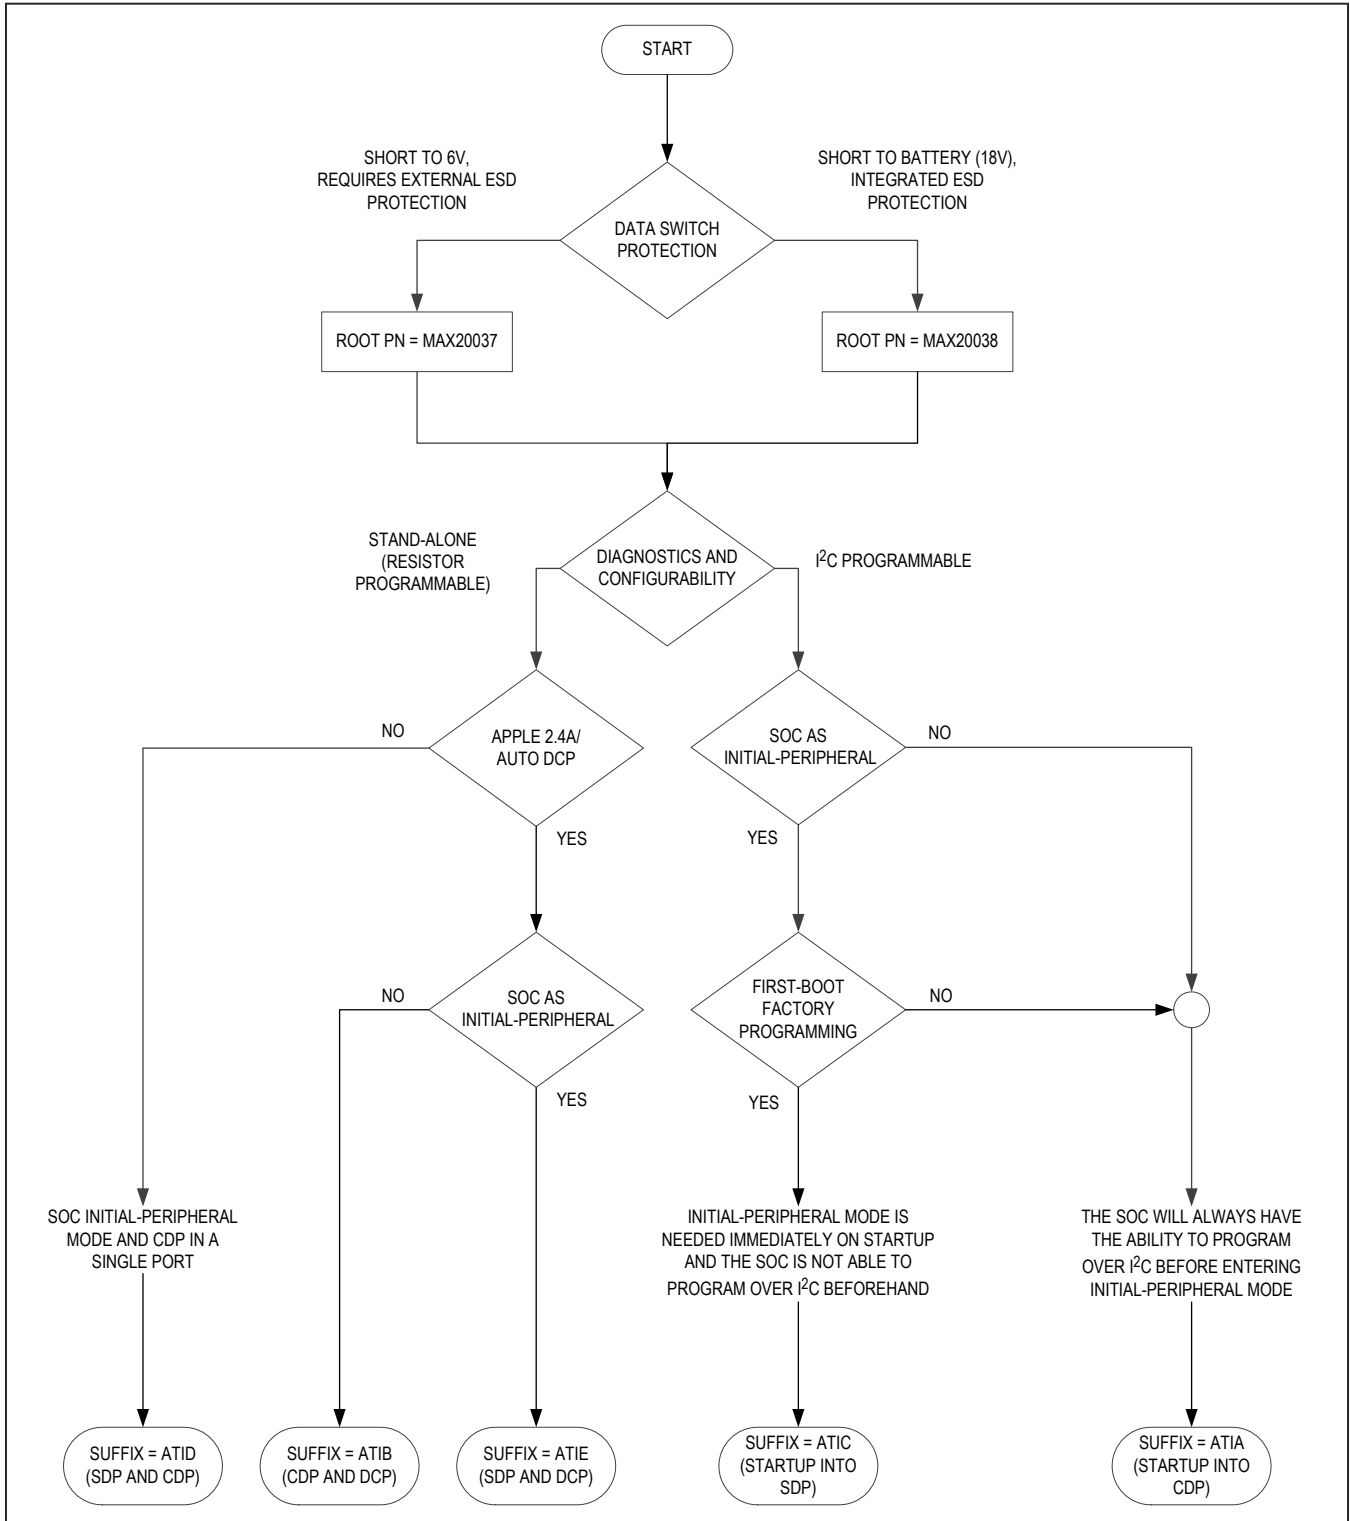 START
SHORT TO 6V,
REQUIRES EXTERNAL ESD
PROTECTION
SHORT TO BATTERY (18V),
INTEGRATED ESD
PROTECTION
DATA SWITCH
PROTECTION
ROOT PN = MAX20037
ROOT PN = MAX20038
STAND-ALONE
(RESISTOR
PROGRAMMABLE)
DIAGNOSTICS AND
CONFIGURABILITY
I²C PROGRAMMABLE
NO
APPLE 2.4A/
AUTO DCP
YES
SOC AS
INITIAL-PERIPHERAL
NO
YES
NO
SOC AS
INITIAL-PERIPHERAL
YES
FIRST-BOOT
FACTORY
PROGRAMMING
NO
YES
SOC INITIAL-PERIPHERAL
MODE AND CDP IN A
SINGLE PORT
INITIAL-PERIPHERAL MODE IS
NEEDED IMMEDIATELY ON STARTUP
AND THE SOC IS NOT ABLE TO
PROGRAM OVER I²C BEFOREHAND
THE SOC WILL ALWAYS HAVE
THE ABILITY TO PROGRAM
OVER I²C BEFORE ENTERING
INITIAL-PERIPHERAL MODE
SUFFIX = ATID
(SDP AND CDP)
SUFFIX = ATIB
(CDP AND DCP)
SUFFIX = ATIE
(SDP AND DCP)
SUFFIX = ATIC
(STARTUP INTO
SDP)
SUFFIX = ATIA
(STARTUP INTO
CDP)